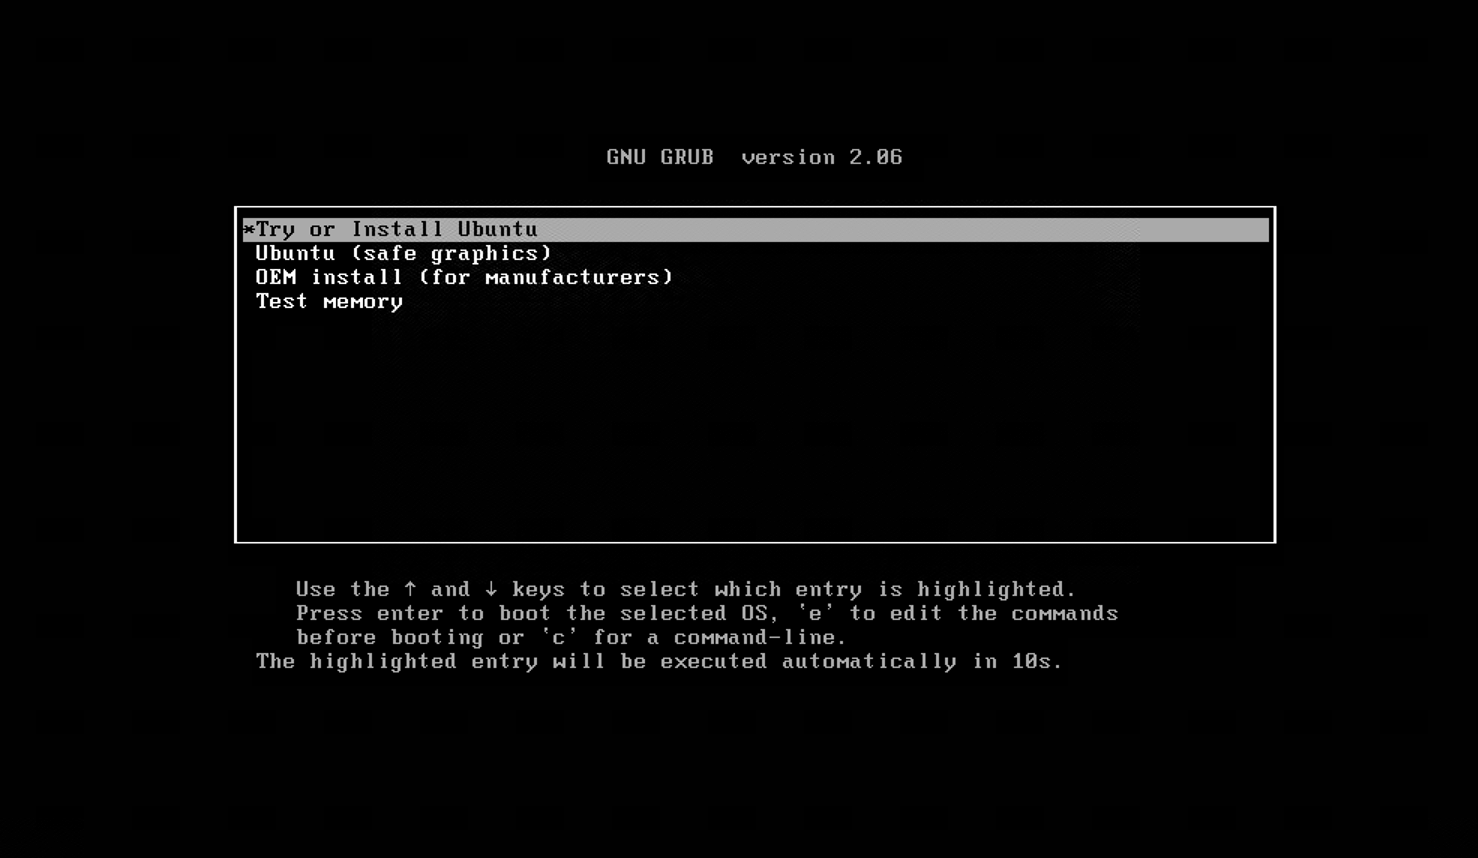 GNU GRUB version 2.06
*Try or Install Ubuntu
Ubuntu (safe graphics)
OEM install (for manufacturers)
Test memory
Use the ↑ and ↓ keys to select which entry is highlighted.
Press enter to boot the selected OS, `e' to edit the commands
before booting or `c' for a command-line.
The highlighted entry will be executed automatically in 10s.